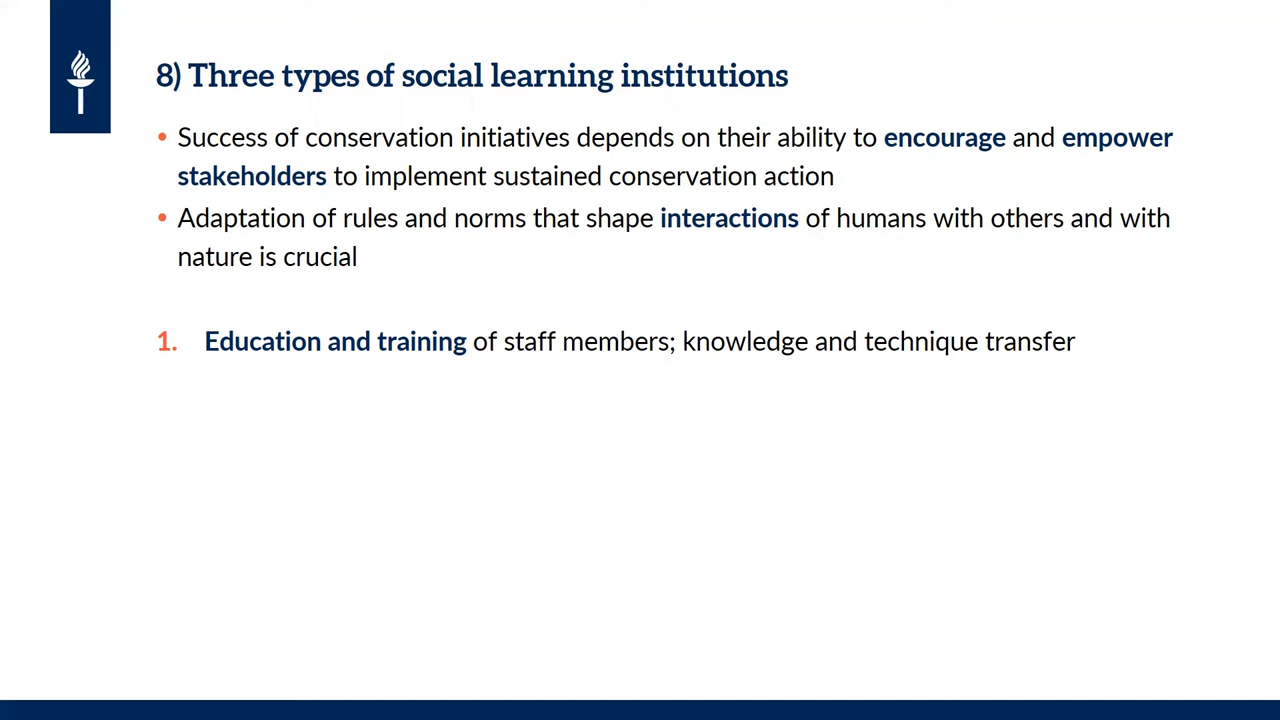 8) Three types of social learning institutions
• Success of conservation initiatives depends on their ability to encourage and empower
stakeholders to implement sustained conservation action
• Adaptation of rules and norms that shape interactions of humans with others and with
nature is crucial
1. Education and training of staff members; knowledge and technique transfer